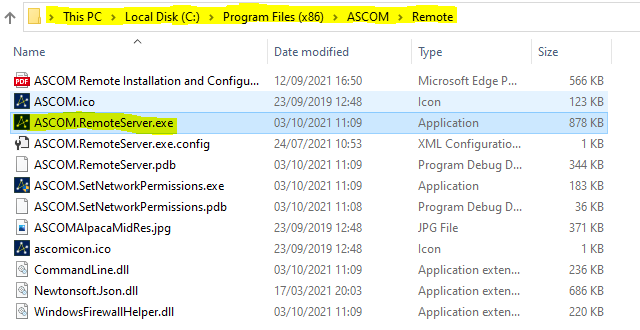 This PC Local Disk (C:) Program Files (x86) ASCOM Remote
Name Date modified Type Size
ASCOM Remote Installation and Configu... 12/09/2021 16:50 Microsoft Edge P... 566 KB
ASCOM.ico 23/09/2019 12:48 Icon 123 KB
ASCOM.RemoteServer.exe 03/10/2021 11:09 Application 878 KB
ASCOM.RemoteServer.exe.config 24/07/2021 10:53 XML Configuratio... 1 KB
ASCOM.RemoteServer.pdb 03/10/2021 11:09 Program Debug D... 344 KB
ASCOM.SetNetworkPermissions.exe 03/10/2021 11:09 Application 183 KB
ASCOM.SetNetworkPermissions.pdb 03/10/2021 11:08 Program Debug D... 36 KB
ASCOMAlpacaMidRes.jpg 23/09/2019 12:48 JPG File 371 KB
ascomicon.ico 23/09/2019 12:48 Icon 1 KB
CommandLine.dll 03/10/2021 11:09 Application exten... 236 KB
Newtonsoft.Json.dll 17/03/2021 20:03 Application exten... 686 KB
WindowsFirewallHelper.dll 03/10/2021 11:09 Application exten... 220 KB